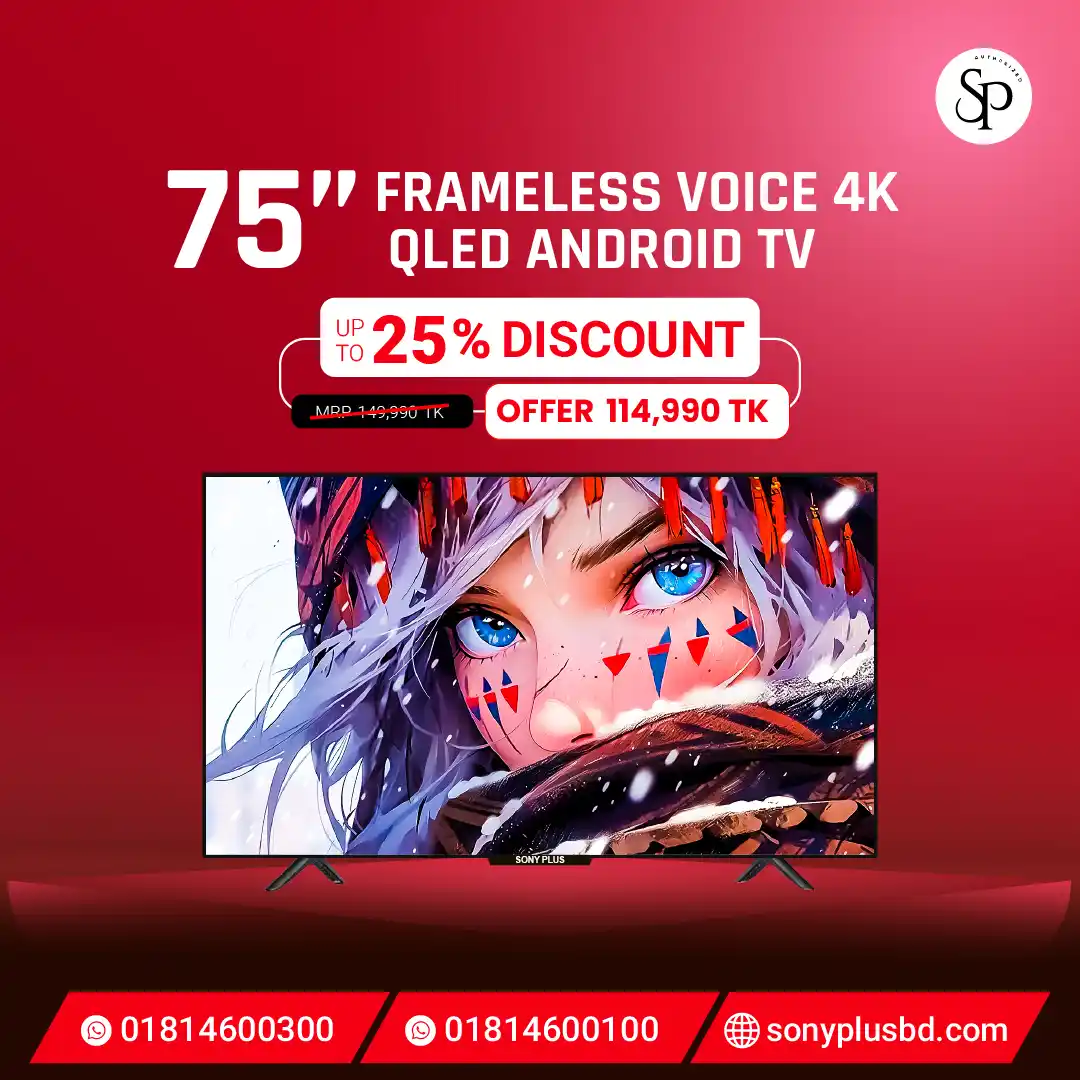 AUTHORIZED
SP
75" FRAMELESS VOICE 4K
QLED ANDROID TV
UP TO 25% DISCOUNT
MRP 149,990 TK
OFFER 114,990 TK
SONY PLUS
01814600300
01814600100
sonyplusbd.com